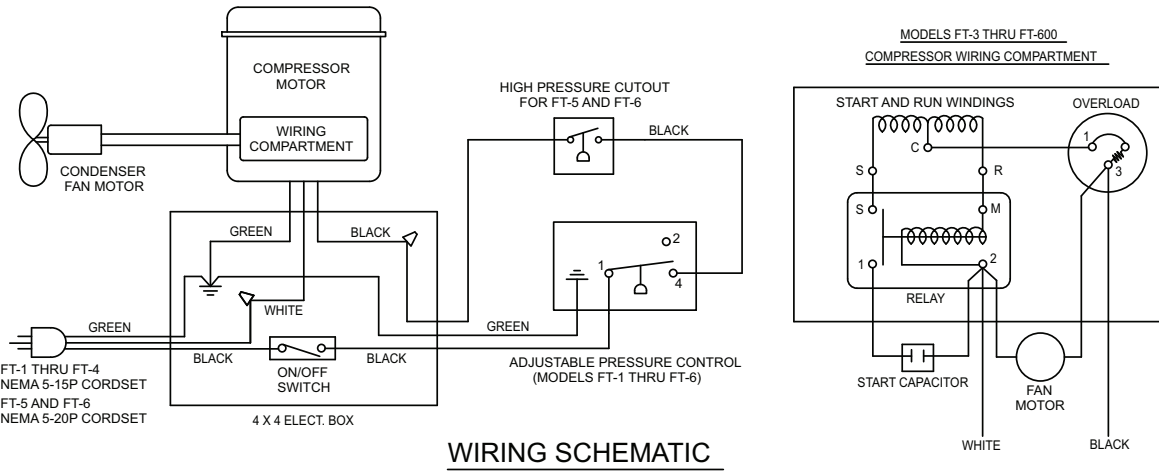 COMPRESSOR
MOTOR
WIRING
COMPARTMENT
CONDENSER
FAN MOTOR
GREEN
BLACK
WHITE
GREEN
BLACK
ON/OFF
SWITCH
BLACK
GREEN
FT-1 THRU FT-4
NEMA 5-15P CORDSET
FT-5 AND FT-6
NEMA 5-20P CORDSET
4 X 4 ELECT. BOX
HIGH PRESSURE CUTOUT
FOR FT-5 AND FT-6
BLACK
2
1
4
ADJUSTABLE PRESSURE CONTROL
(MODELS FT-1 THRU FT-6)
MODELS FT-3 THRU FT-600
COMPRESSOR WIRING COMPARTMENT
START AND RUN WINDINGS
OVERLOAD
C
1
3
S
R
S
M
1
2
RELAY
START CAPACITOR
FAN
MOTOR
WHITE
BLACK
WIRING SCHEMATIC